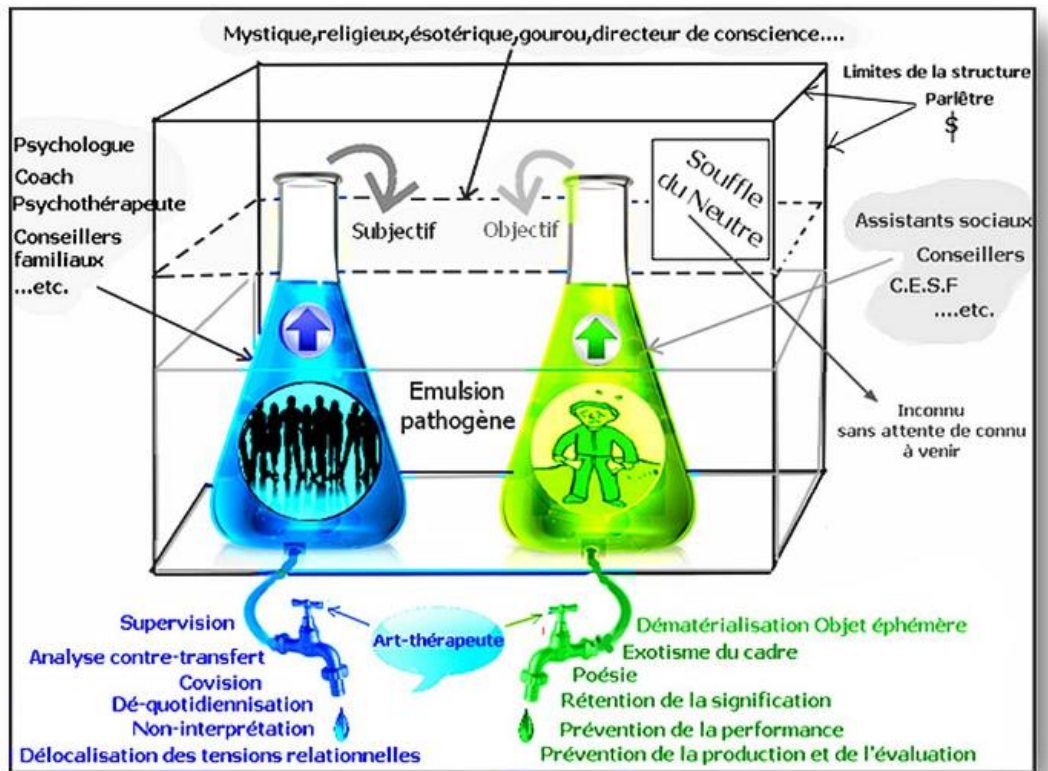 Mystique,religieux,ésotérique,gourou,directeur de conscience....
Limites de la structure
Parlêtre
$
Psychologue
Coach
Psychothérapeute
Conseillers
familiaux
...etc.
Subjectif
Objectif
Souffle
du Neutre
Assistants sociaux
Conseillers
C.E.S.F
....etc.
Emulsion
pathogène
Inconnu
sans attente de connu
à venir
Supervision
Analyse contre-transfert
Covision
Dé-quotidiennisation
Non-interprétation
Délocalisation des tensions relationnelles
Art-thérapeute
Dématérialisation Objet éphémère
Exotisme du cadre
Poésie
Rétention de la signification
Prévention de la performance
Prévention de la production et de l'évaluation